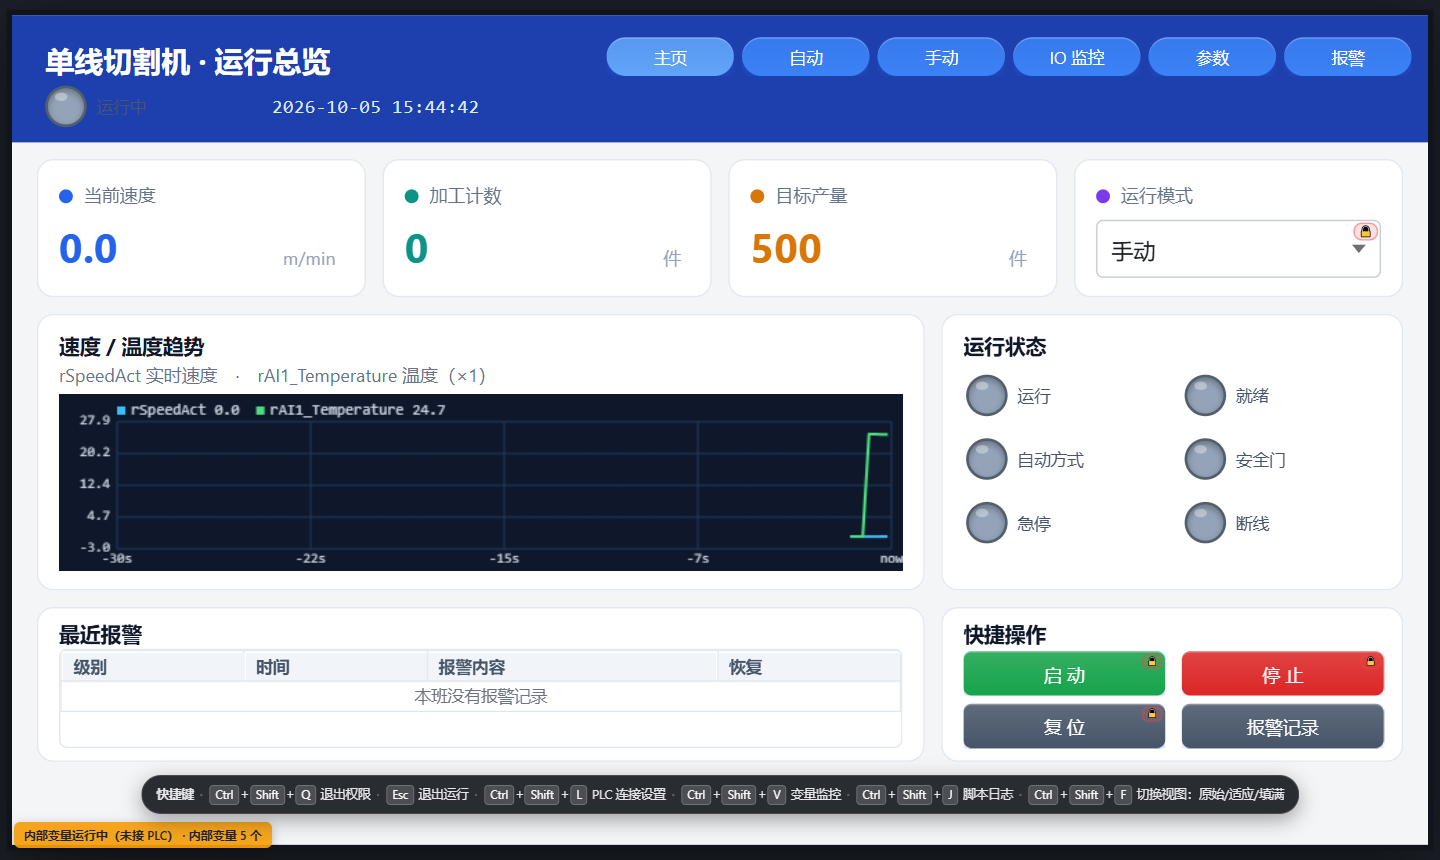 单线切割机 · 运行总览
主页
自动
手动
IO 监控
参数
报警
运行中
2026-10-05 15:44:42
当前速度
0.0
m/min
加工计数
0
件
目标产量
500
件
运行模式
手动
速度 / 温度趋势
rSpeedAct 实时速度 · rAI1_Temperature 温度（×1）
rSpeedAct 0.0 rAI1_Temperature 24.7
27.9
20.2
12.4
4.7
-3.0
-30s -22s -15s -7s now
运行状态
运行
就绪
自动方式
安全门
急停
断线
最近报警
级别 时间 报警内容 恢复
本班没有报警记录
快捷操作
启 动
停 止
复 位
报警记录
快捷键 · Ctrl + Shift + Q 退出权限 · Esc 退出运行 · Ctrl + Shift + L PLC 连接设置 · Ctrl + Shift + V 变量监控 · Ctrl + Shift + J 脚本日志 · Ctrl + Shift + F 切换视图：原始/适应/填满
内部变量运行中（未接 PLC） · 内部变量 5 个